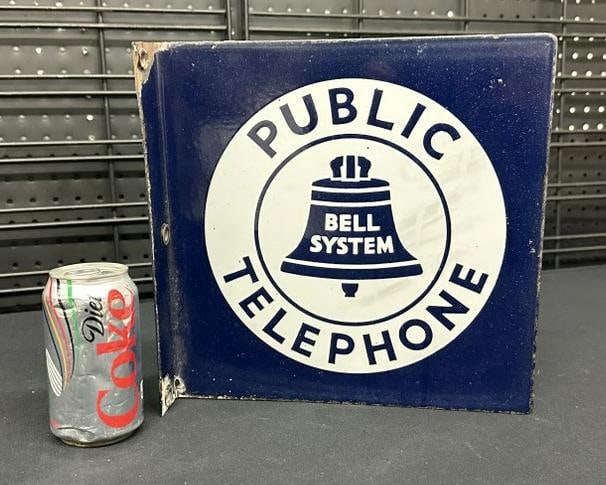 PUBLIC
BELL
SYSTEM
TELEPHONE
Diet
Coke